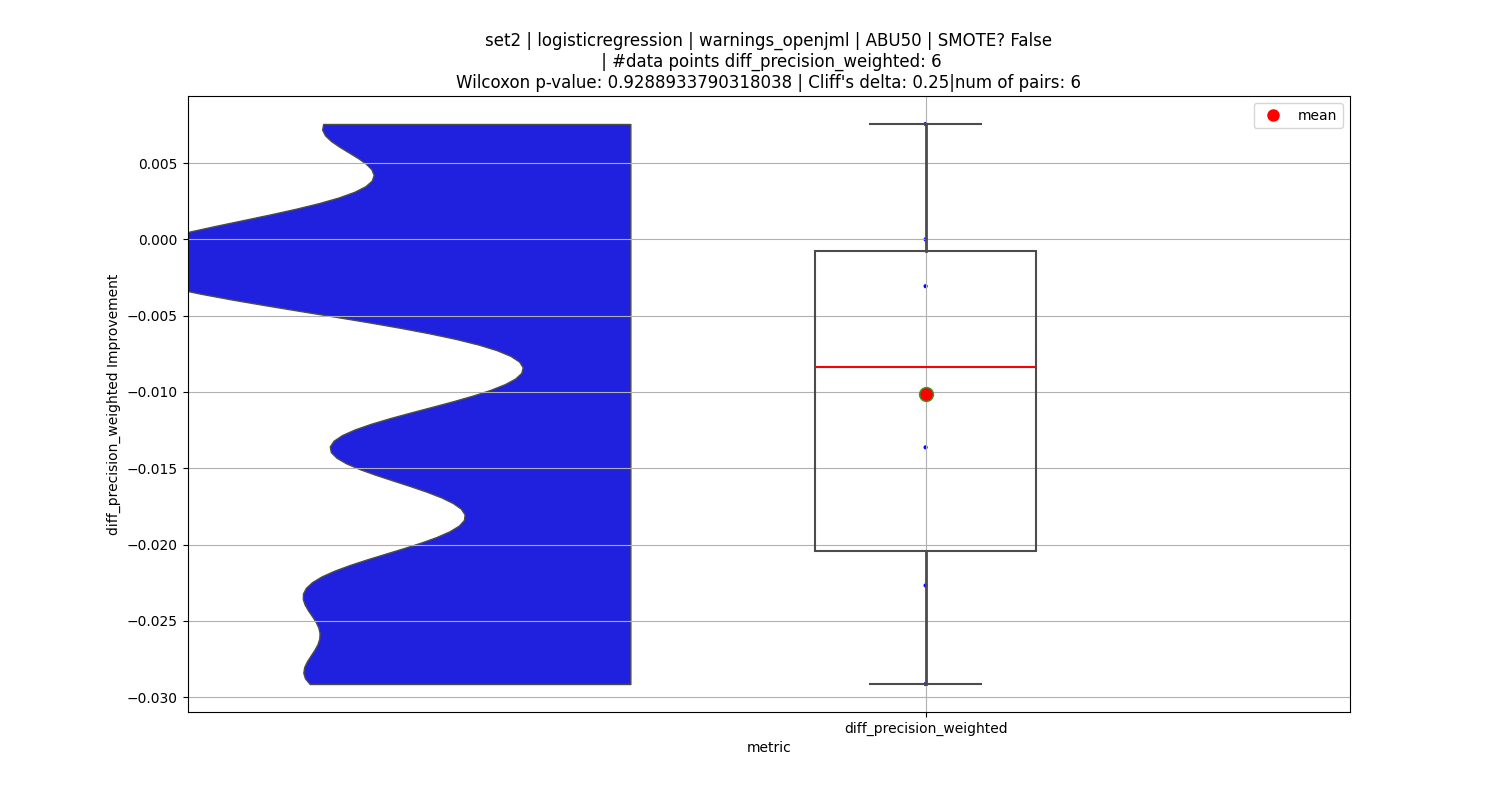 set2 | logisticregression | warnings_openjml | ABU50 | SMOTE? False
| #data points diff_precision_weighted: 6
Wilcoxon p-value: 0.9288933790318038 | Cliff's delta: 0.25|num of pairs: 6
mean
0.005
0.000
−0.005
−0.010
−0.015
−0.020
−0.025
−0.030
diff_precision_weighted Improvement
diff_precision_weighted
metric